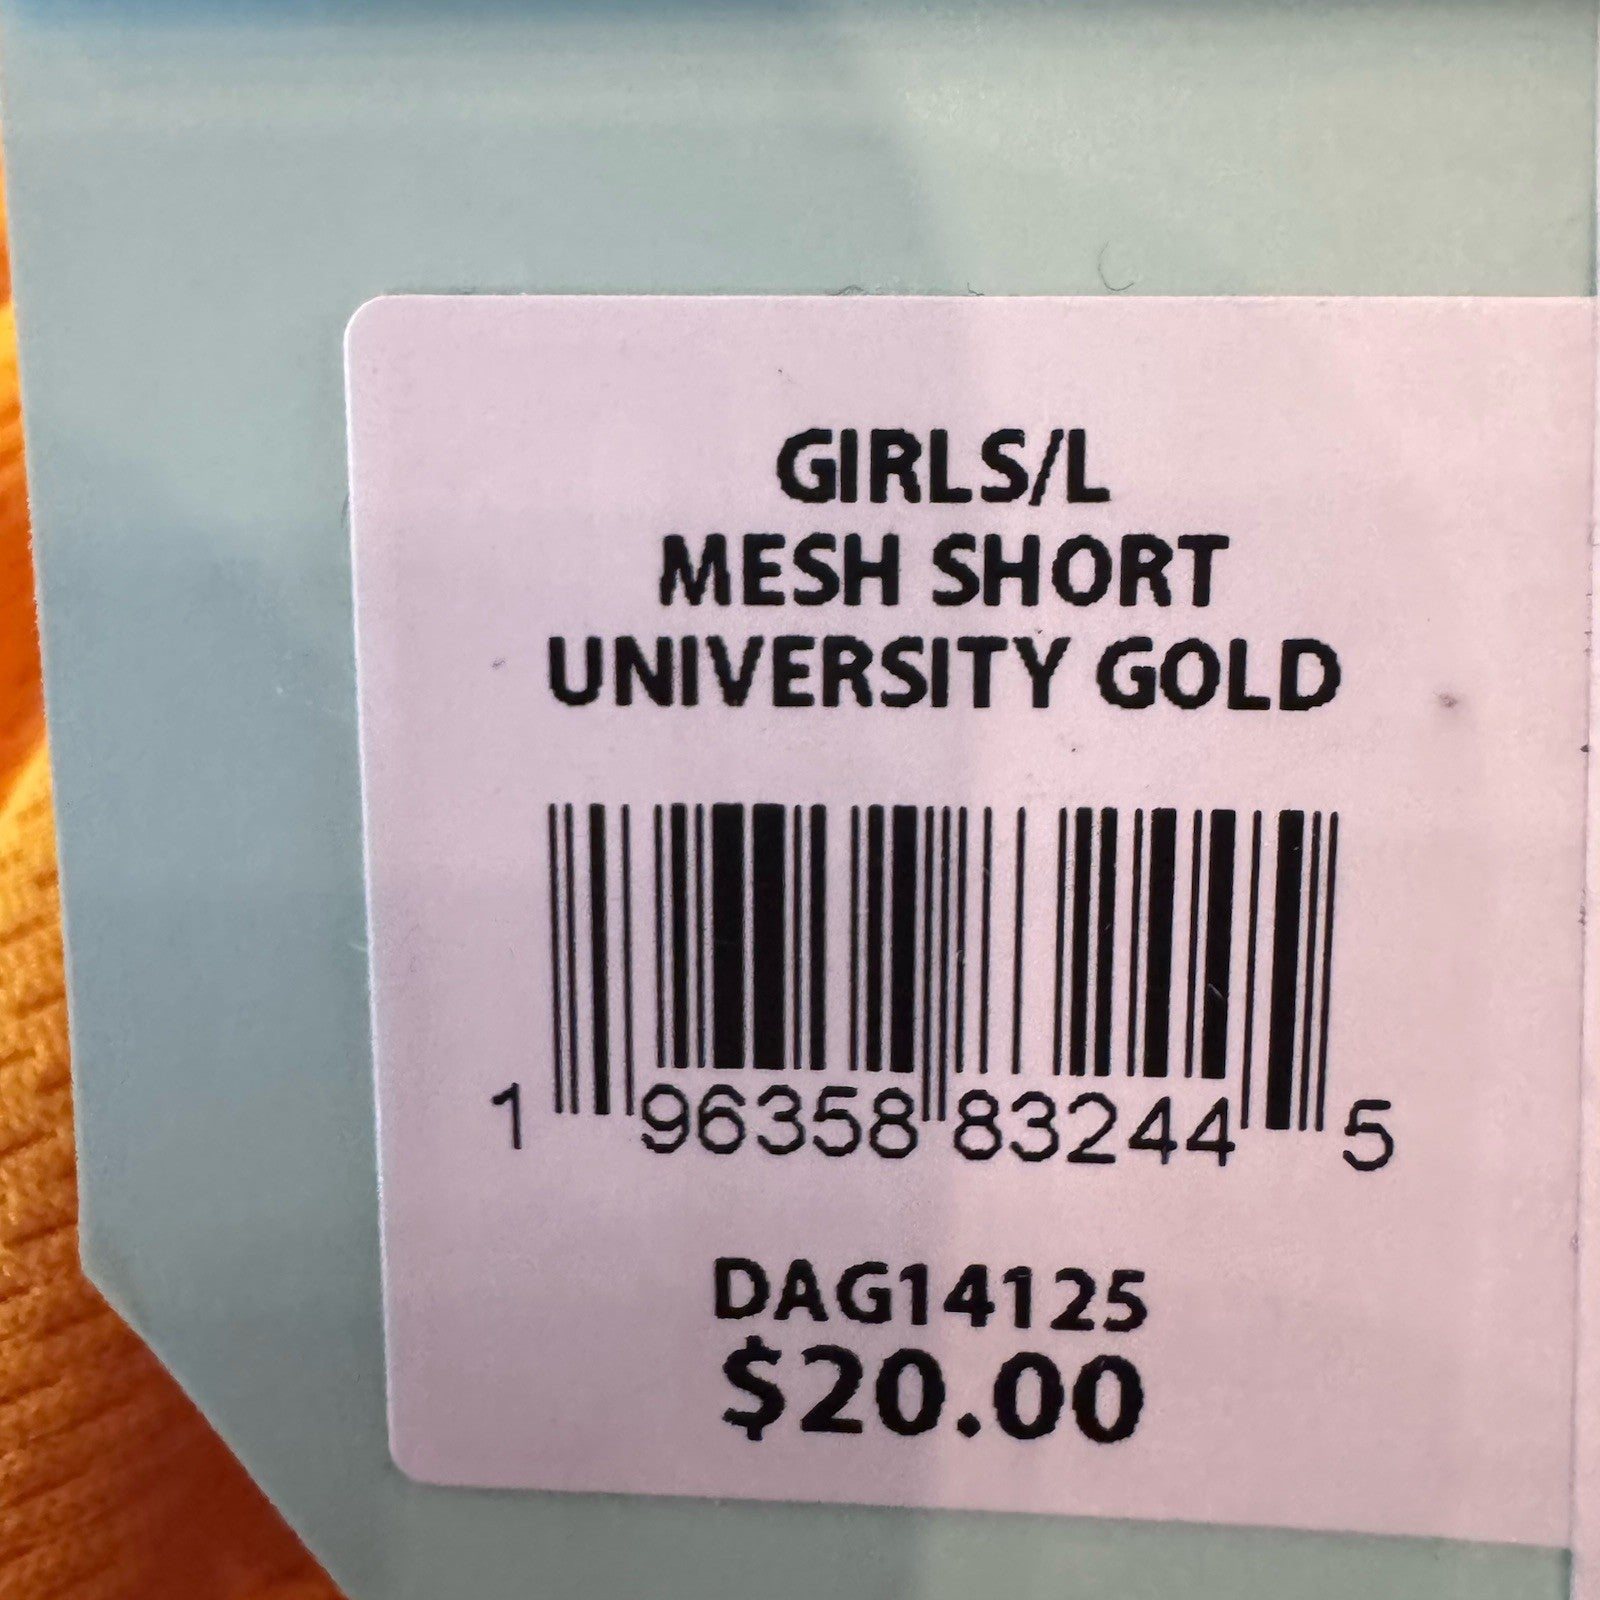 GIRLS/L
MESH SHORT
UNIVERSITY GOLD
1 96358 83244 5
DAG14125
$20.00